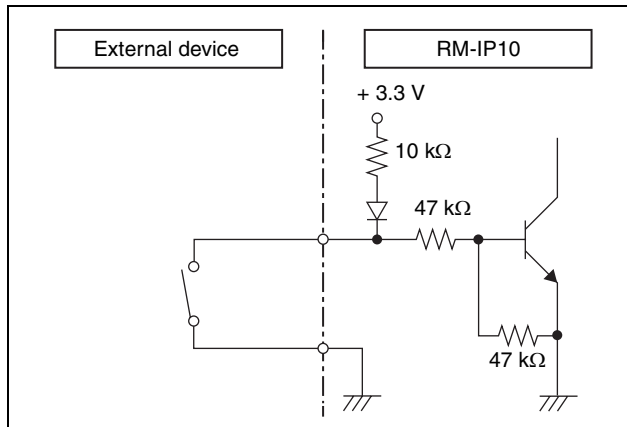 External device
RM-IP10
+ 3.3 V
10 kΩ
47 kΩ
47 kΩ